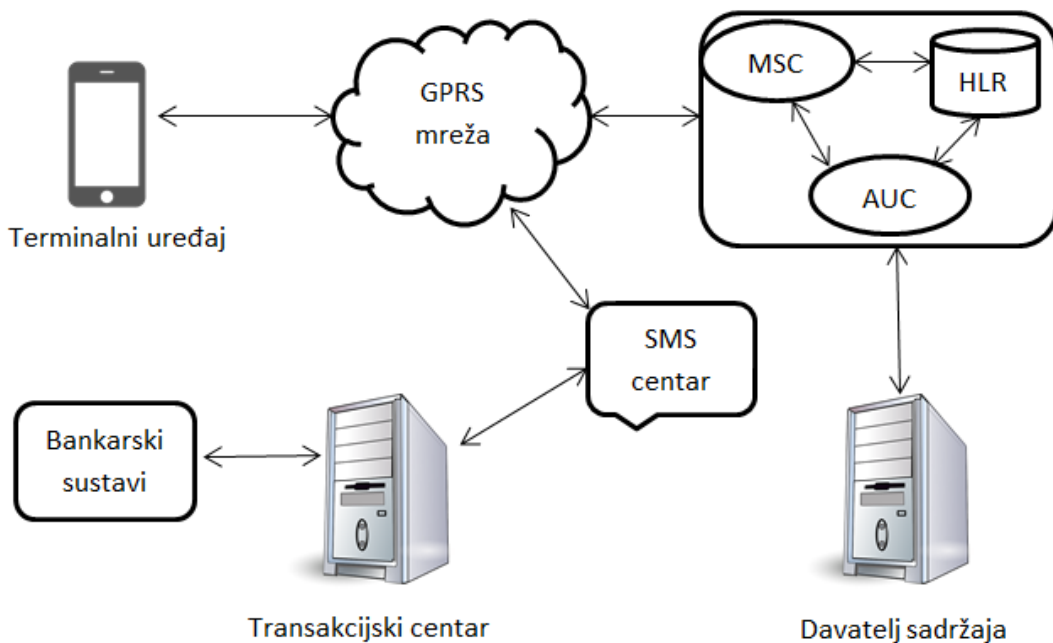 GPRS
mreža
MSC
HLR
AUC
Terminalni uređaj
SMS
centar
Bankarski
sustavi
Transakcijski centar
Davatelj sadržaja